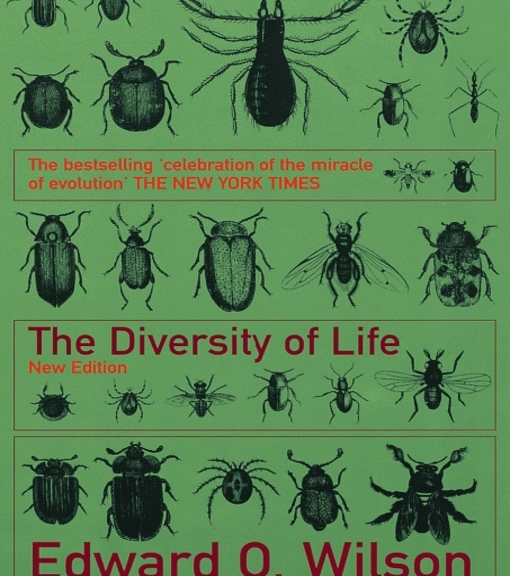 The bestselling 'celebration of the miracle
of evolution' THE NEW YORK TIMES
The Diversity of Life
New Edition
Edward O. Wilson